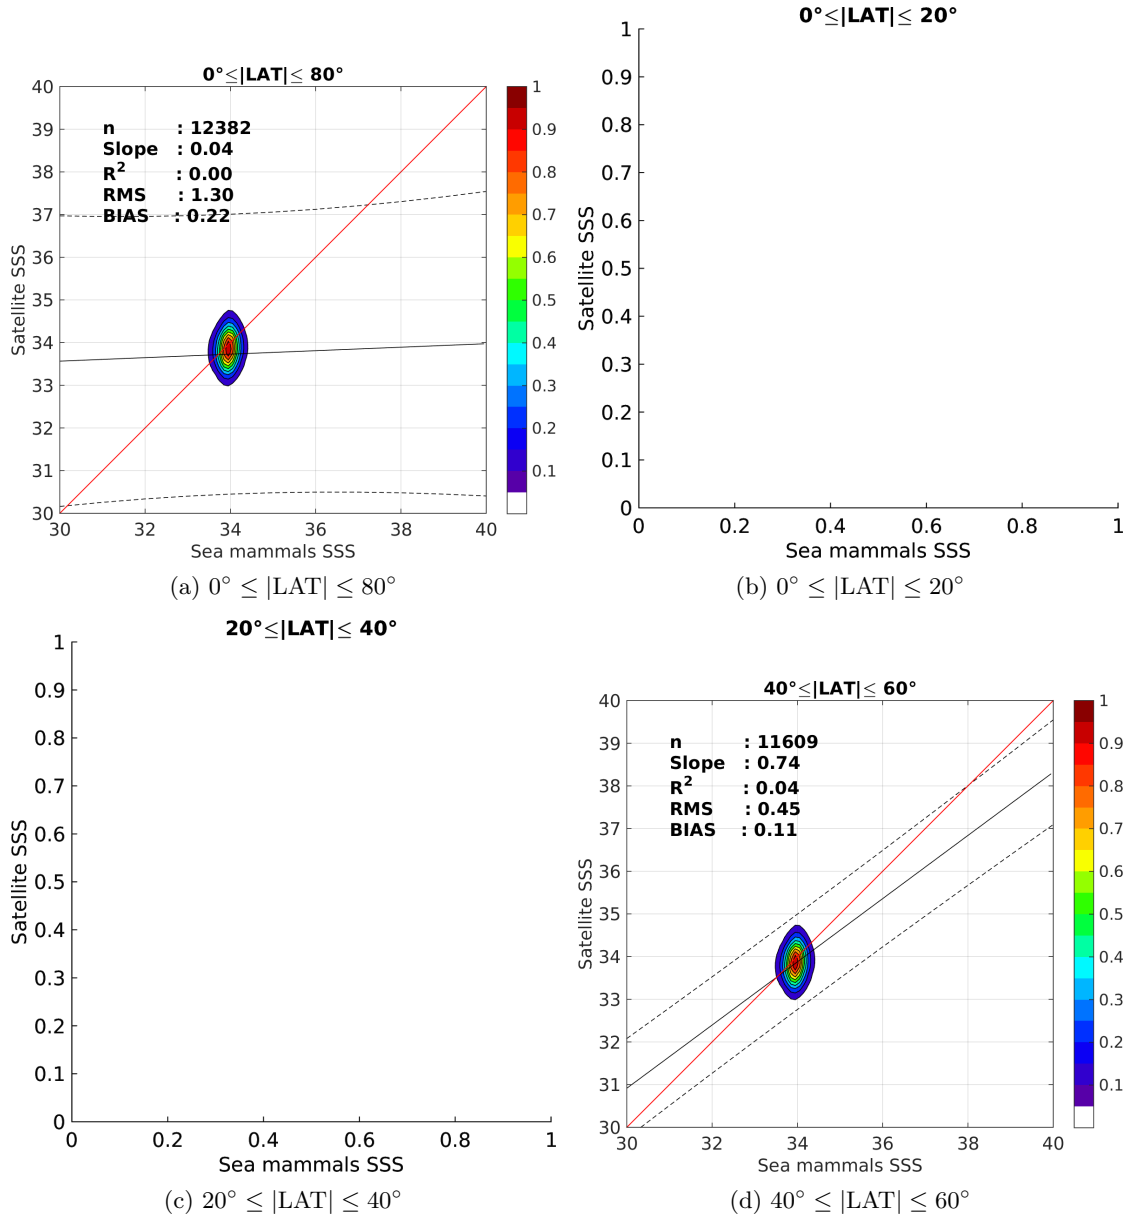 0°≤|LAT|≤ 80°
40
39
38
37
36
35
34
33
32
31
30
n : 12382
Slope : 0.04
R² : 0.00
RMS : 1.30
BIAS : 0.22
Satellite SSS
30 32 34 36 38 40
Sea mammals SSS
1
0.9
0.8
0.7
0.6
0.5
0.4
0.3
0.2
0.1
(a) 0° ≤ |LAT| ≤ 80°
0°≤|LAT|≤ 20°
1
0.9
0.8
0.7
0.6
0.5
0.4
0.3
0.2
0.1
0
Satellite SSS
0 0.2 0.4 0.6 0.8 1
Sea mammals SSS
(b) 0° ≤ |LAT| ≤ 20°
20°≤|LAT|≤ 40°
1
0.9
0.8
0.7
0.6
0.5
0.4
0.3
0.2
0.1
0
Satellite SSS
0 0.2 0.4 0.6 0.8 1
Sea mammals SSS
(c) 20° ≤ |LAT| ≤ 40°
40°≤|LAT|≤ 60°
40
39
38
37
36
35
34
33
32
31
30
n : 11609
Slope : 0.74
R² : 0.04
RMS : 0.45
BIAS : 0.11
Satellite SSS
30 32 34 36 38 40
Sea mammals SSS
1
0.9
0.8
0.7
0.6
0.5
0.4
0.3
0.2
0.1
(d) 40° ≤ |LAT| ≤ 60°